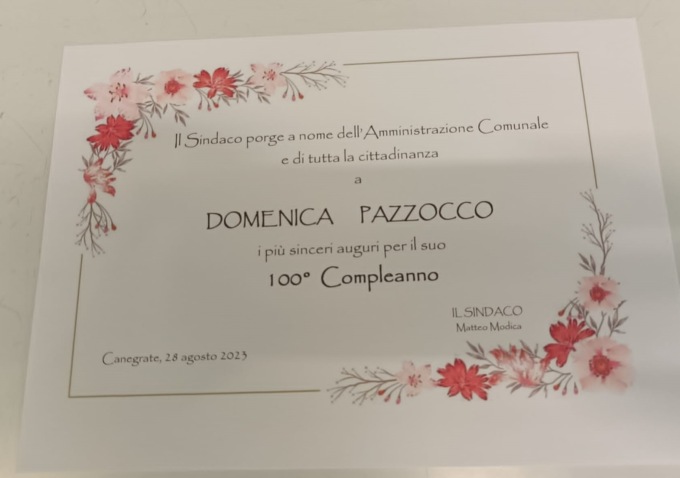 Il Sindaco porge a nome dell'Amministrazione Comunale
e di tutta la cittadinanza
a
DOMENICA PAZZOCCO
i più sinceri auguri per il suo
100° Compleanno
IL SINDACO
Matteo Modica
Canegrate, 28 agosto 2023